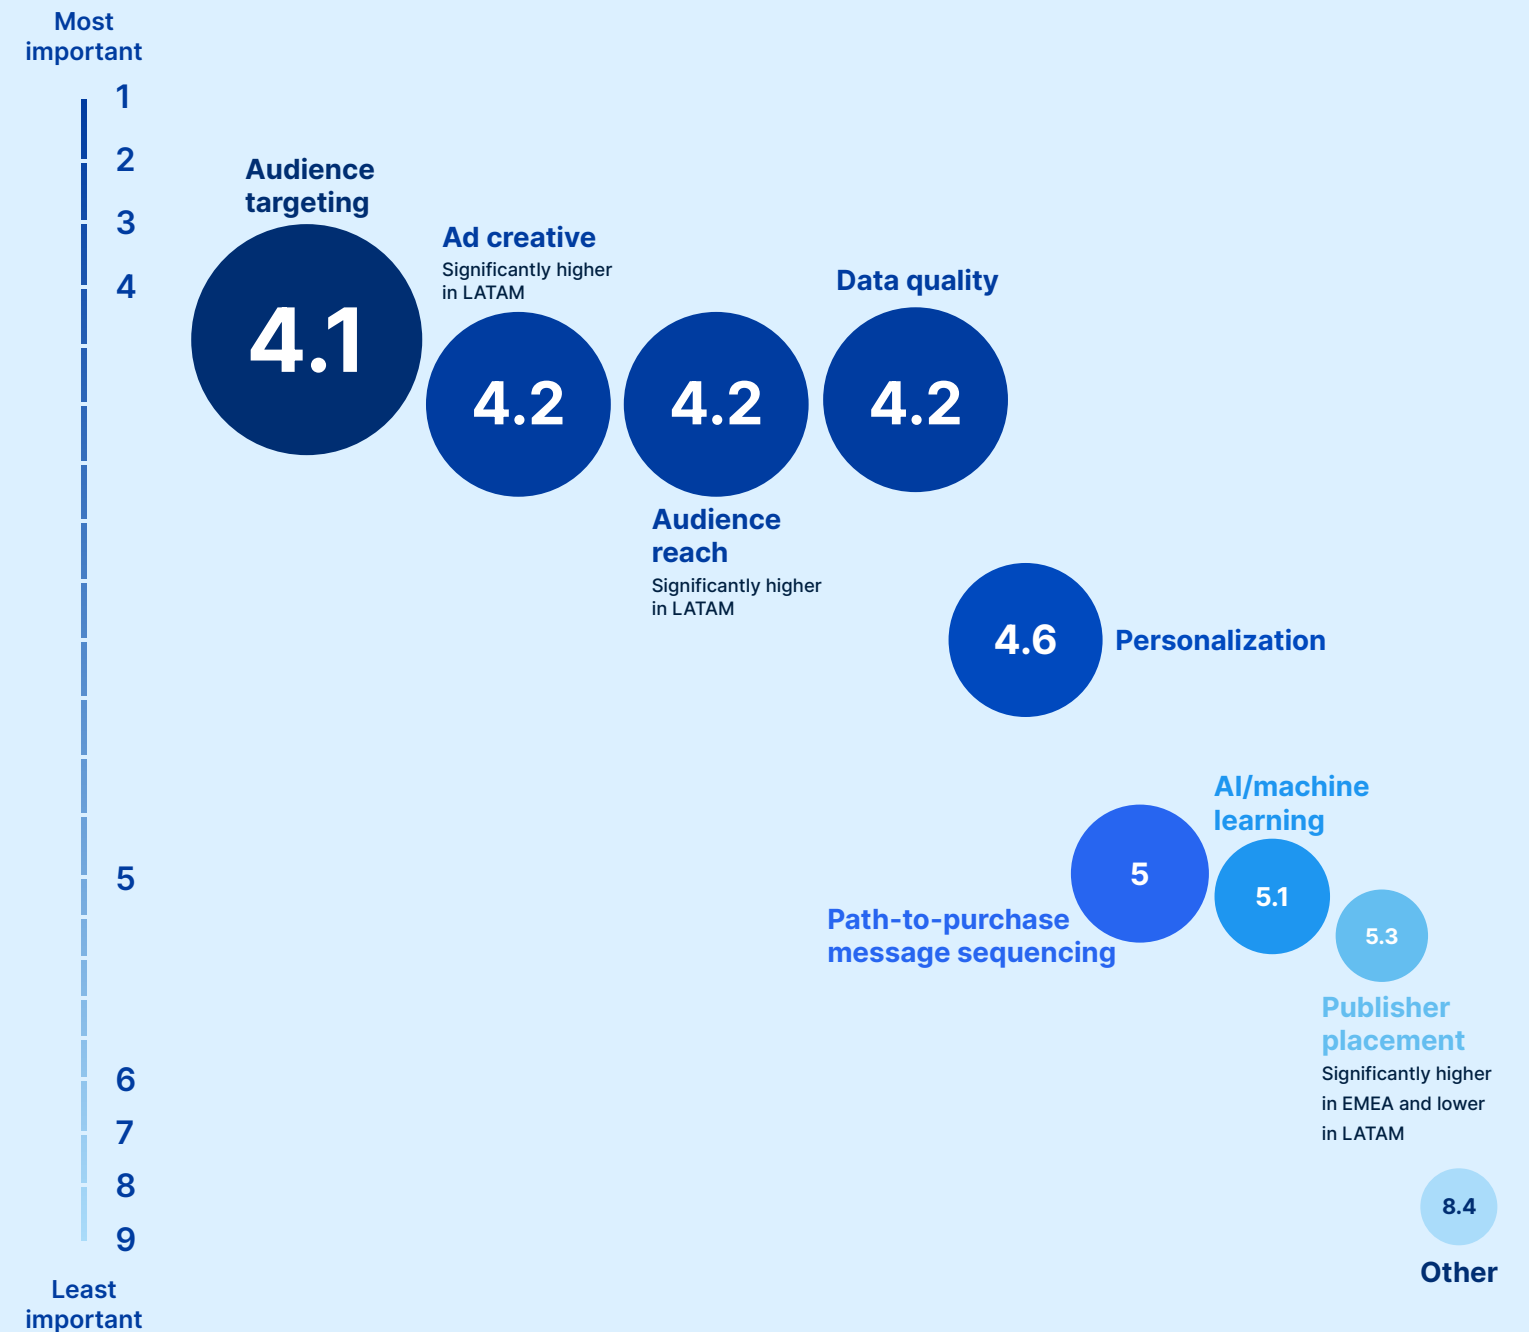 Most
important
1
2
3
4
5
6
7
8
9
Least
important
Audience
targeting
4.1
Ad creative
Significantly higher
in LATAM
4.2
4.2
Audience
reach
Significantly higher
in LATAM
Data quality
4.2
4.6
Personalization
5
Path-to-purchase
message sequencing
AI/machine
learning
5.1
5.3
Publisher
placement
Significantly higher
in EMEA and lower
in LATAM
8.4
Other